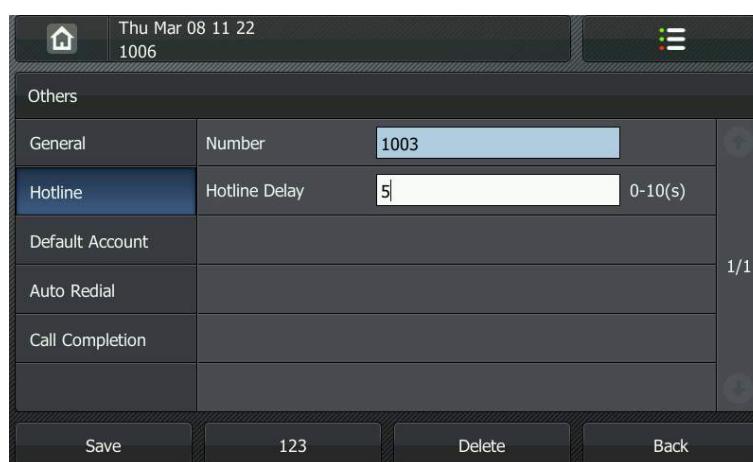 Thu Mar 08 11 22
1006
Others
General
Number
1003
Hotline
Hotline Delay
5
0-10(s)
Default Account
Auto Redial
1/1
Call Completion
Save
123
Delete
Back